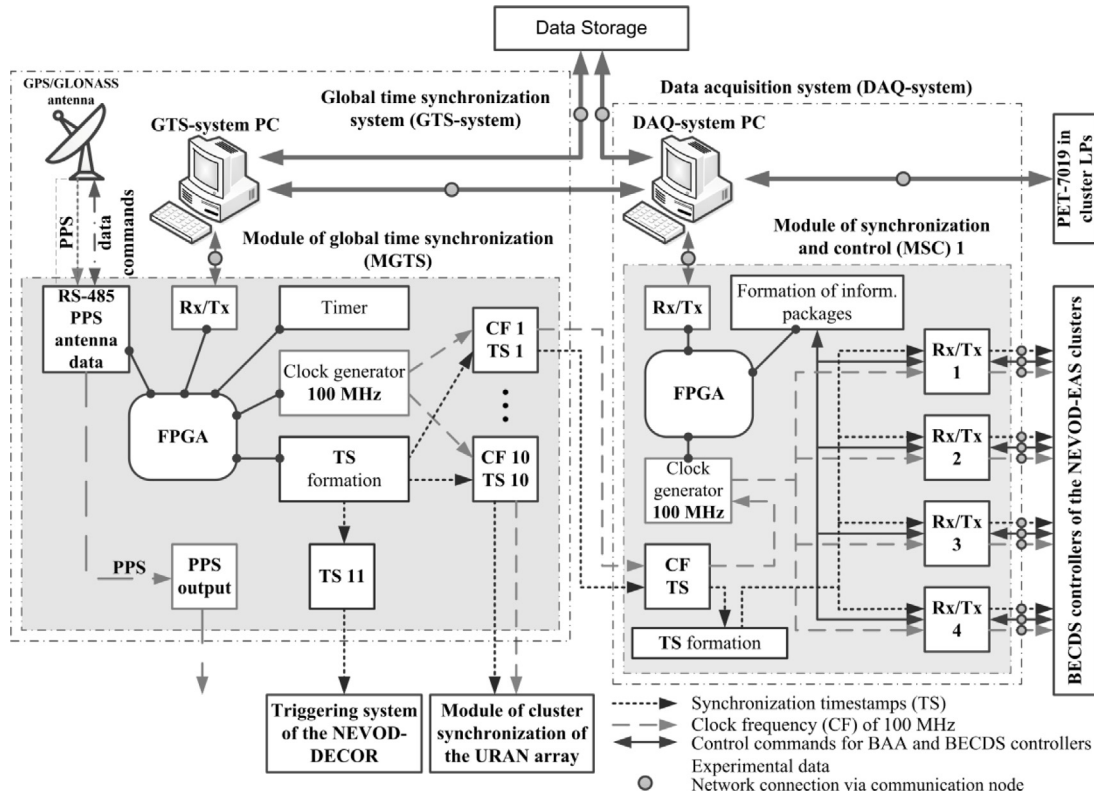 Data Storage
GPS/GLONASS
antenna
Global time synchronization
system (GTS-system)
GTS-system PC
Data acquisition system (DAQ-system)
DAQ-system PC
PET-7019 in
cluster LPs
PPS
data
commands
Module of global time synchronization
(MGTS)
Module of synchronization
and control (MSC) 1
RS-485
PPS
antenna
data
Rx/Tx
Timer
CF 1
TS 1
Clock generator
100 MHz
FPGA
TS
formation
CF 10
TS 10
PPS
PPS
output
TS 11
Rx/Tx
Formation of inform.
packages
FPGA
Clock
generator
100 MHz
CF
TS
TS formation
Rx/Tx
1
Rx/Tx
2
Rx/Tx
3
Rx/Tx
4
BECDS controllers of the NEVOD-EAS clusters
Triggering system
of the NEVOD-
DECOR
Module of cluster
synchronization of
the URAN array
Synchronization timestamps (TS)
Clock frequency (CF) of 100 MHz
Control commands for BAA and BECDS controllers
Experimental data
Network connection via communication node